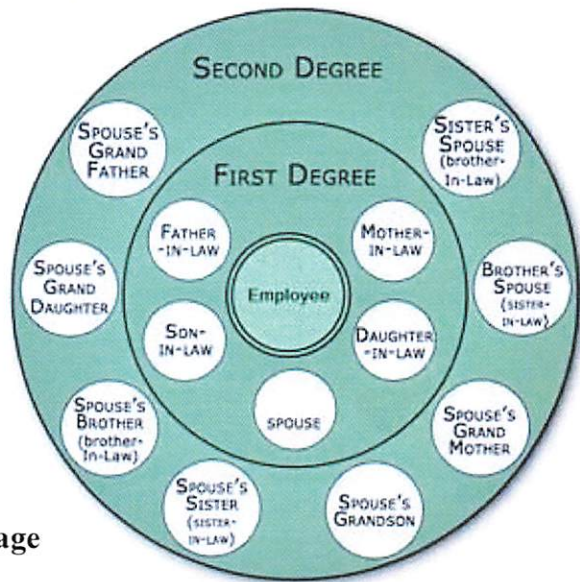 SECOND DEGREE
SPOUSE'S
GRAND
FATHER
SISTER'S
SPOUSE
(brother-
In-Law)
FIRST DEGREE
FATHER
-IN-LAW
MOTHER-
IN-LAW
SPOUSE'S
GRAND
DAUGHTER
Employee
BROTHER'S
SPOUSE
(SISTER-
IN-LAW)
SON-
IN-LAW
DAUGHTER
-IN-LAW
SPOUSE'S
BROTHER
(brother-
In-Law)
SPOUSE
SPOUSE'S
GRAND
MOTHER
SPOUSE'S
SISTER
(SISTER-
IN-LAW)
SPOUSE'S
GRANDSON
age